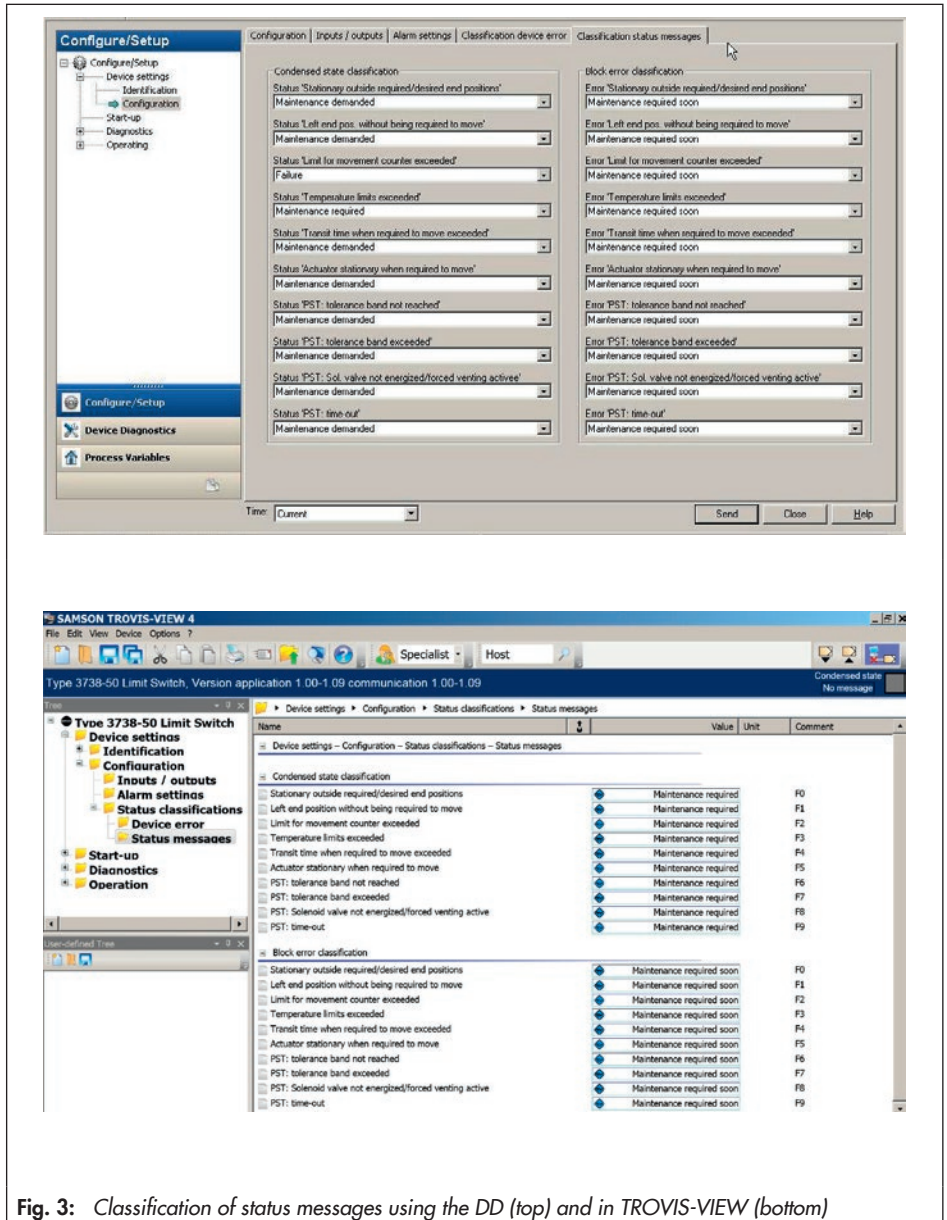 Configure/Setup
Configure/Setup
Device settings
Identification
Configuration
Start-up
Diagnostics
Operating
Configure/Setup
Device Diagnostics
Process Variables
Configuration | Inputs / outputs | Alarm settings | Classification device error | Classification status messages
Condensed state classification
Status 'Stationary outside required/desired end positions'
Maintenance demanded
Status 'Left end pos. without being required to move'
Maintenance demanded
Status 'Limit for movement counter exceeded'
Failure
Status 'Temperature limits exceeded'
Maintenance required
Status 'Transit time when required to move exceeded'
Maintenance demanded
Status 'Actuator stationary when required to move'
Maintenance demanded
Status 'PST: tolerance band not reached'
Maintenance demanded
Status 'PST: tolerance band exceeded'
Maintenance demanded
Status 'PST: Sol. valve not energized/forced venting activee'
Maintenance demanded
Status 'PST: time-out'
Maintenance demanded
Block error classification
Error 'Stationary outside required/desired end positions'
Maintenance required soon
Error 'Left end pos. without being required to move'
Maintenance required soon
Error 'Limit for movement counter exceeded'
Maintenance required soon
Error 'Temperature limits exceeded'
Maintenance required soon
Error 'Transit time when required to move exceeded'
Maintenance required soon
Error 'Actuator stationary when required to move'
Maintenance required soon
Error 'PST: tolerance band not reached'
Maintenance required soon
Error 'PST: tolerance band exceeded'
Maintenance required soon
Error 'PST: Sol. valve not energized/forced venting active'
Maintenance required soon
Error 'PST: time-out'
Maintenance required soon
Time: Current
Send Close Help
SAMSON TROVIS-VIEW 4
File Edit View Device Options ?
Specialist Host
Type 3738-50 Limit Switch, Version application 1.00-1.09 communication 1.00-1.09
Condensed state
No message
Tree
Type 3738-50 Limit Switch
Device settings
Identification
Configuration
Inputs / outputs
Alarm settings
Status classifications
Device error
Status messages
Start-up
Diagnostics
Operation
User-defined Tree
Device settings Configuration Status classifications Status messages
Name Value Unit Comment
Device settings – Configuration – Status classifications – Status messages
Condensed state classification
Stationary outside required/desired end positions Maintenance required F0
Left end position without being required to move Maintenance required F1
Limit for movement counter exceeded Maintenance required F2
Temperature limits exceeded Maintenance required F3
Transit time when required to move exceeded Maintenance required F4
Actuator stationary when required to move Maintenance required F5
PST: tolerance band not reached Maintenance required F6
PST: tolerance band exceeded Maintenance required F7
PST: Solenoid valve not energized/forced venting active Maintenance required F8
PST: time-out Maintenance required F9
Block error classification
Stationary outside required/desired end positions Maintenance required soon F0
Left end position without being required to move Maintenance required soon F1
Limit for movement counter exceeded Maintenance required soon F2
Temperature limits exceeded Maintenance required soon F3
Transit time when required to move exceeded Maintenance required soon F4
Actuator stationary when required to move Maintenance required soon F5
PST: tolerance band not reached Maintenance required soon F6
PST: tolerance band exceeded Maintenance required soon F7
PST: Solenoid valve not energized/forced venting active Maintenance required soon F8
PST: time-out Maintenance required soon F9
Fig. 3: Classification of status messages using the DD (top) and in TROVIS-VIEW (bottom)